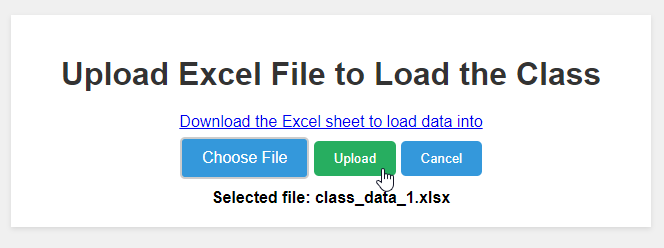 Upload Excel File to Load the Class
Download the Excel sheet to load data into
Choose File Upload Cancel
Selected file: class_data_1.xlsx